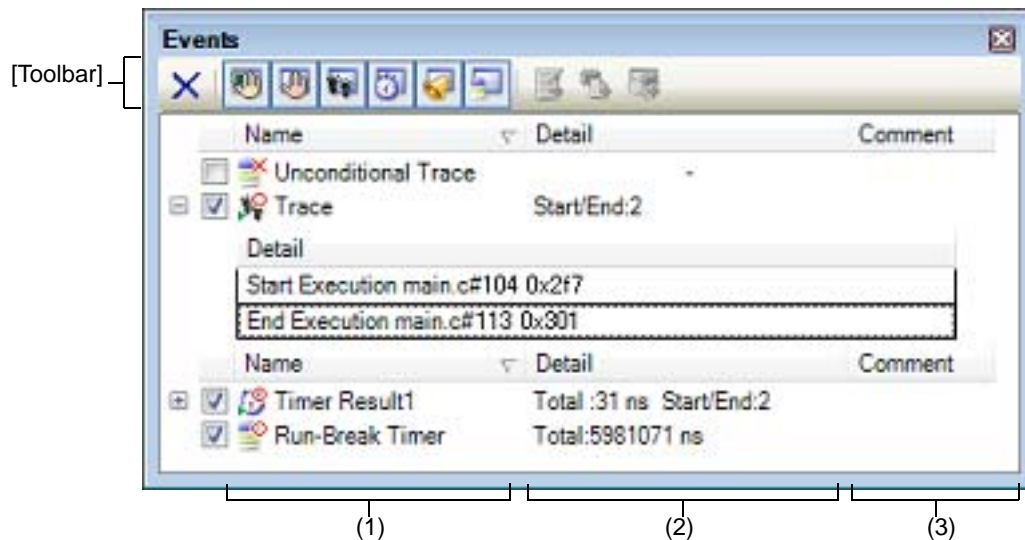 Events
[Toolbar]
Name Detail Comment
Unconditional Trace -
Trace Start/End:2
Detail
Start Execution main.c#104 0x2f7
End Execution main.c#113 0x301
Name Detail Comment
Timer Result1 Total :31 ns Start/End:2
Run-Break Timer Total:5981071 ns
(1) (2) (3)